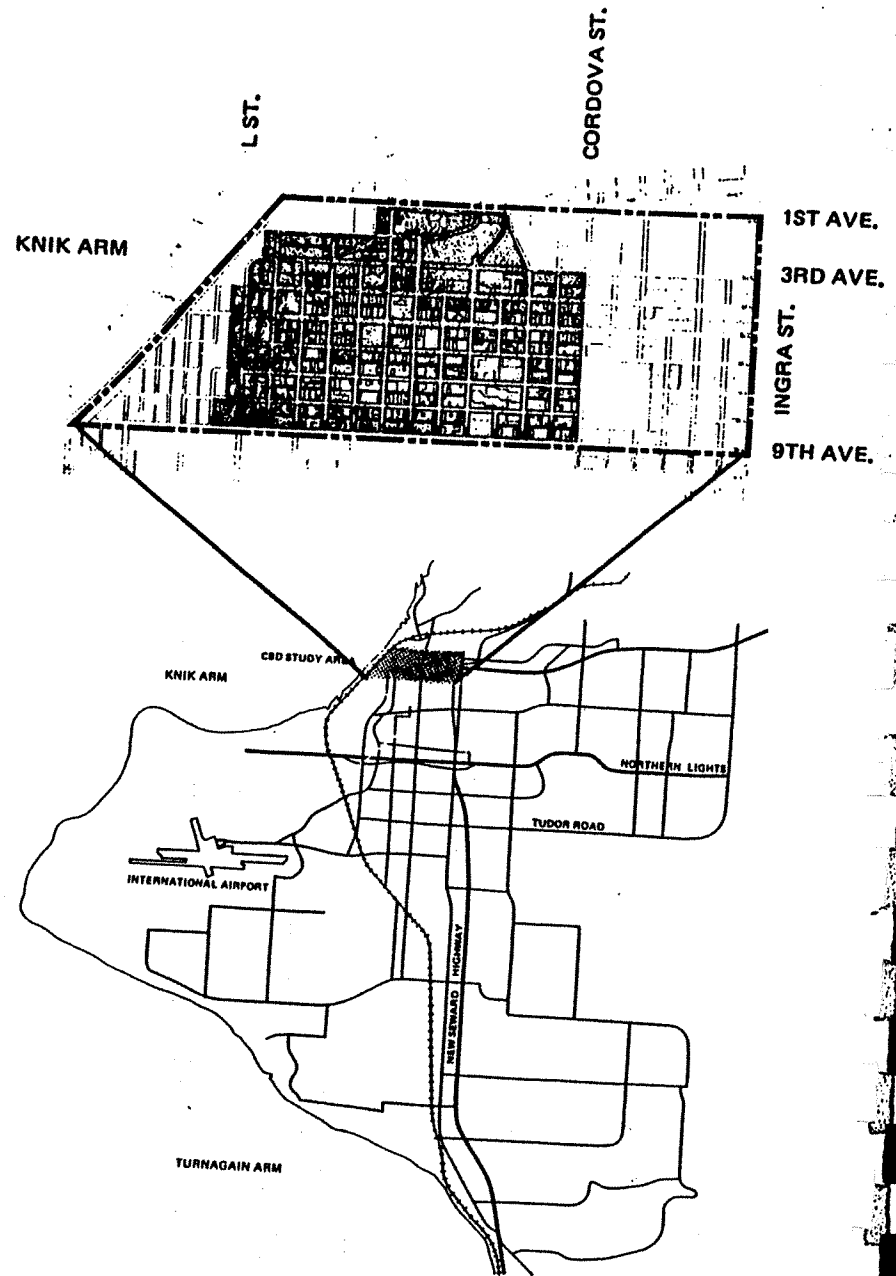 L ST.
CORDOVA ST.
KNIK ARM
1ST AVE.
3RD AVE.
INGRA ST.
9TH AVE.
CBD STUDY AREA
KNIK ARM
NORTHERN LIGHTS
TUDOR ROAD
INTERNATIONAL AIRPORT
NEW SEWARD HIGHWAY
TURNAGAIN ARM